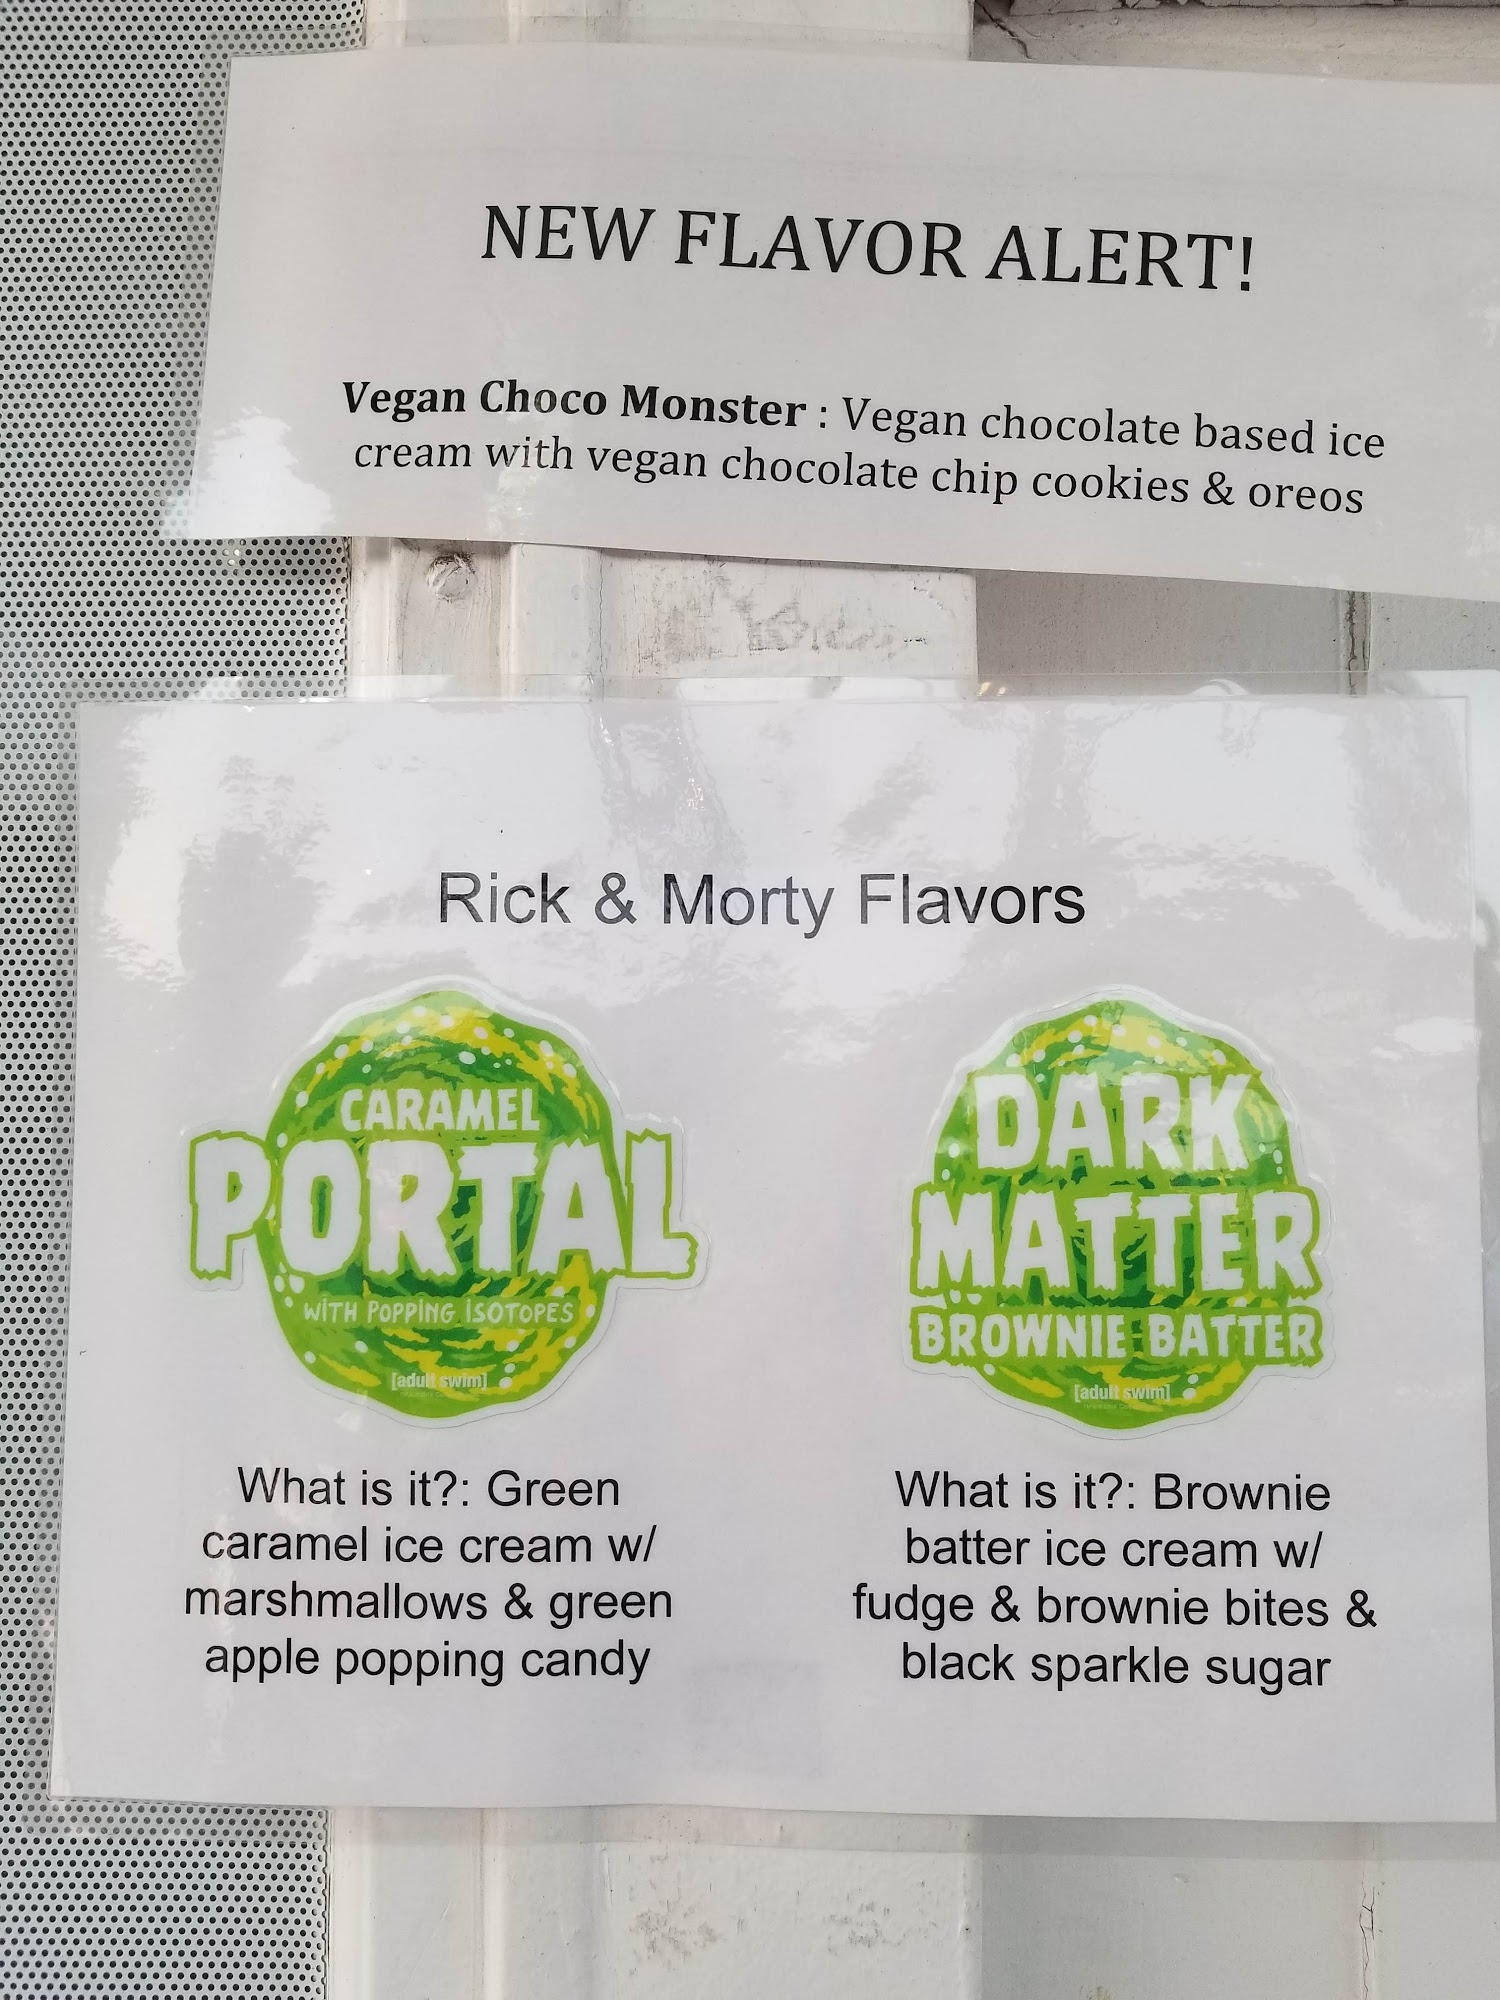 NEW FLAVOR ALERT!
Vegan Choco Monster : Vegan chocolate based ice
cream with vegan chocolate chip cookies & oreos
Rick & Morty Flavors
CARAMEL
PORTAL
WITH POPPING ISOTOPES
[adult swim]
What is it?: Green
caramel ice cream w/
marshmallows & green
apple popping candy
DARK
MATTER
BROWNIE BATTER
[adult swim]
What is it?: Brownie
batter ice cream w/
fudge & brownie bites &
black sparkle sugar